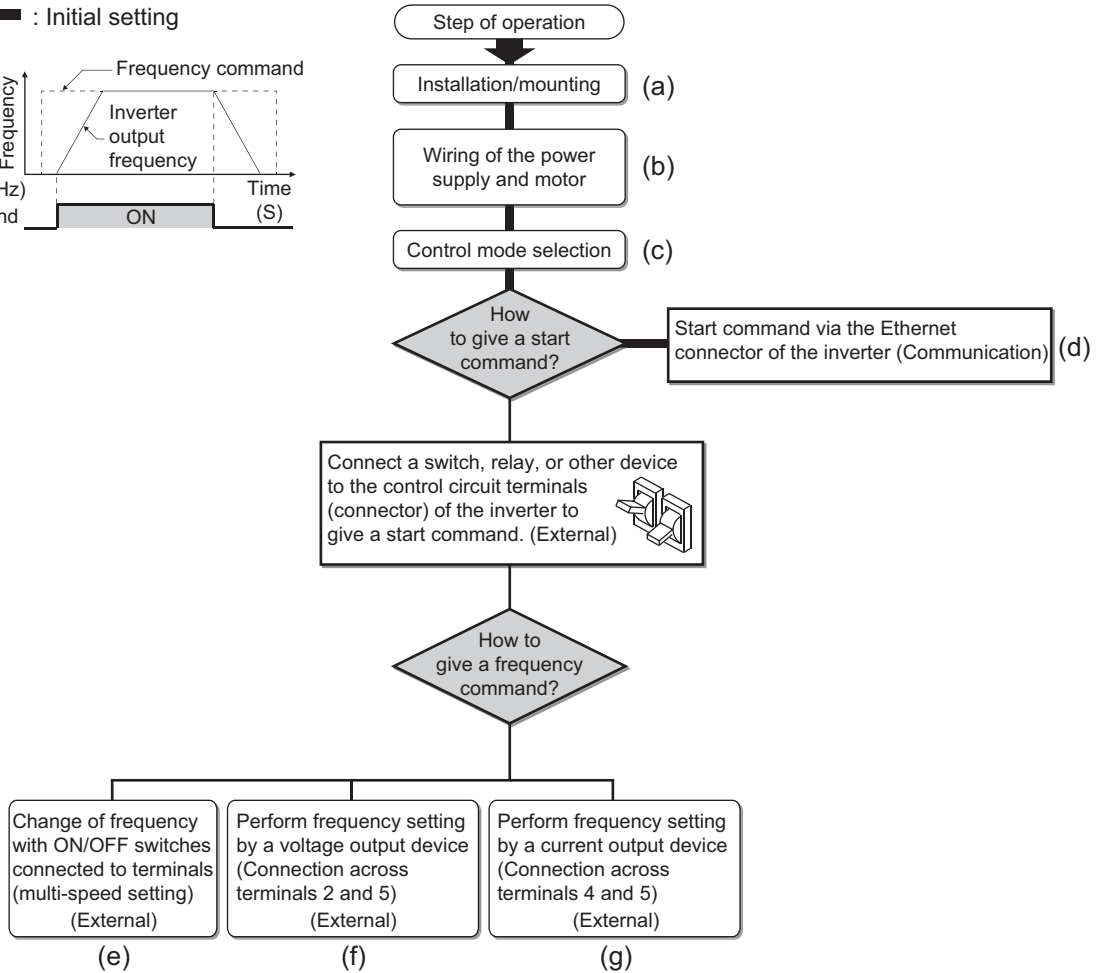 : Initial setting
Frequency command
Inverter
output
frequency
Frequency
Hz)
Time
(S)
ON
Step of operation
Installation/mounting
(a)
Wiring of the power
supply and motor
(b)
Control mode selection
(c)
How
to give a start
command?
Start command via the Ethernet
connector of the inverter (Communication)
(d)
Connect a switch, relay, or other device
to the control circuit terminals
(connector) of the inverter to
give a start command. (External)
How to
give a frequency
command?
Change of frequency
with ON/OFF switches
connected to terminals
(multi-speed setting)
(External)
(e)
Perform frequency setting
by a voltage output device
(Connection across
terminals 2 and 5)
(External)
(f)
Perform frequency setting
by a current output device
(Connection across
terminals 4 and 5)
(External)
(g)